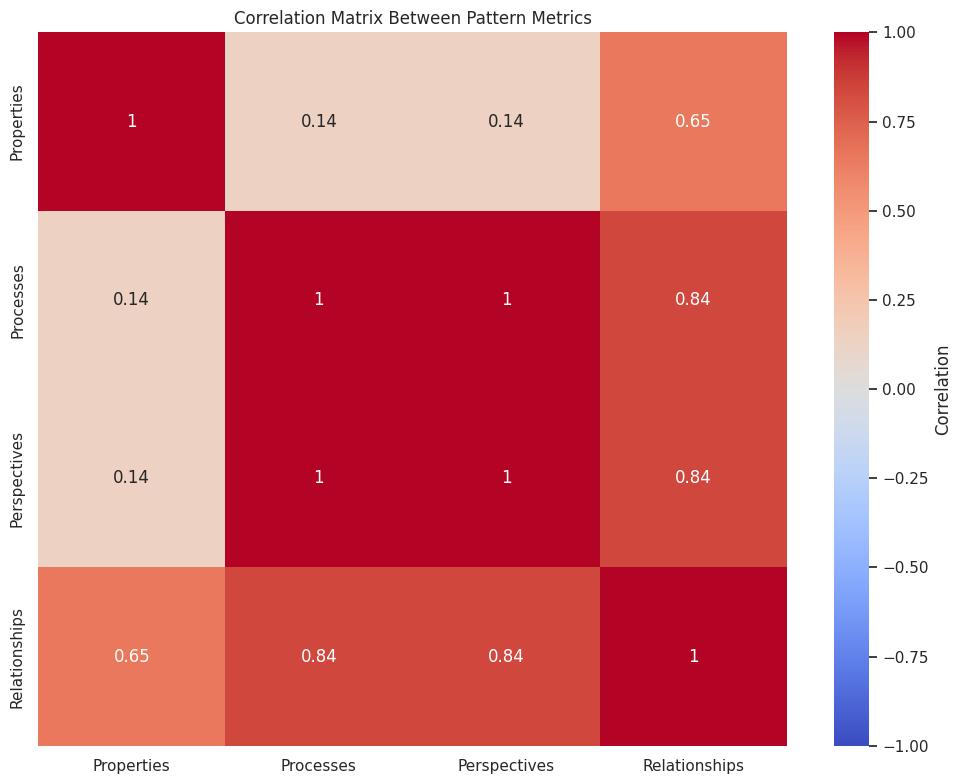 Correlation Matrix Between Pattern Metrics
Properties
1
0.14
0.14
0.65
Processes
0.14
1
1
0.84
Perspectives
0.14
1
1
0.84
Relationships
0.65
0.84
0.84
1
Properties
Processes
Perspectives
Relationships
1.00
0.75
0.50
0.25
0.00
−0.25
−0.50
−0.75
−1.00
Correlation